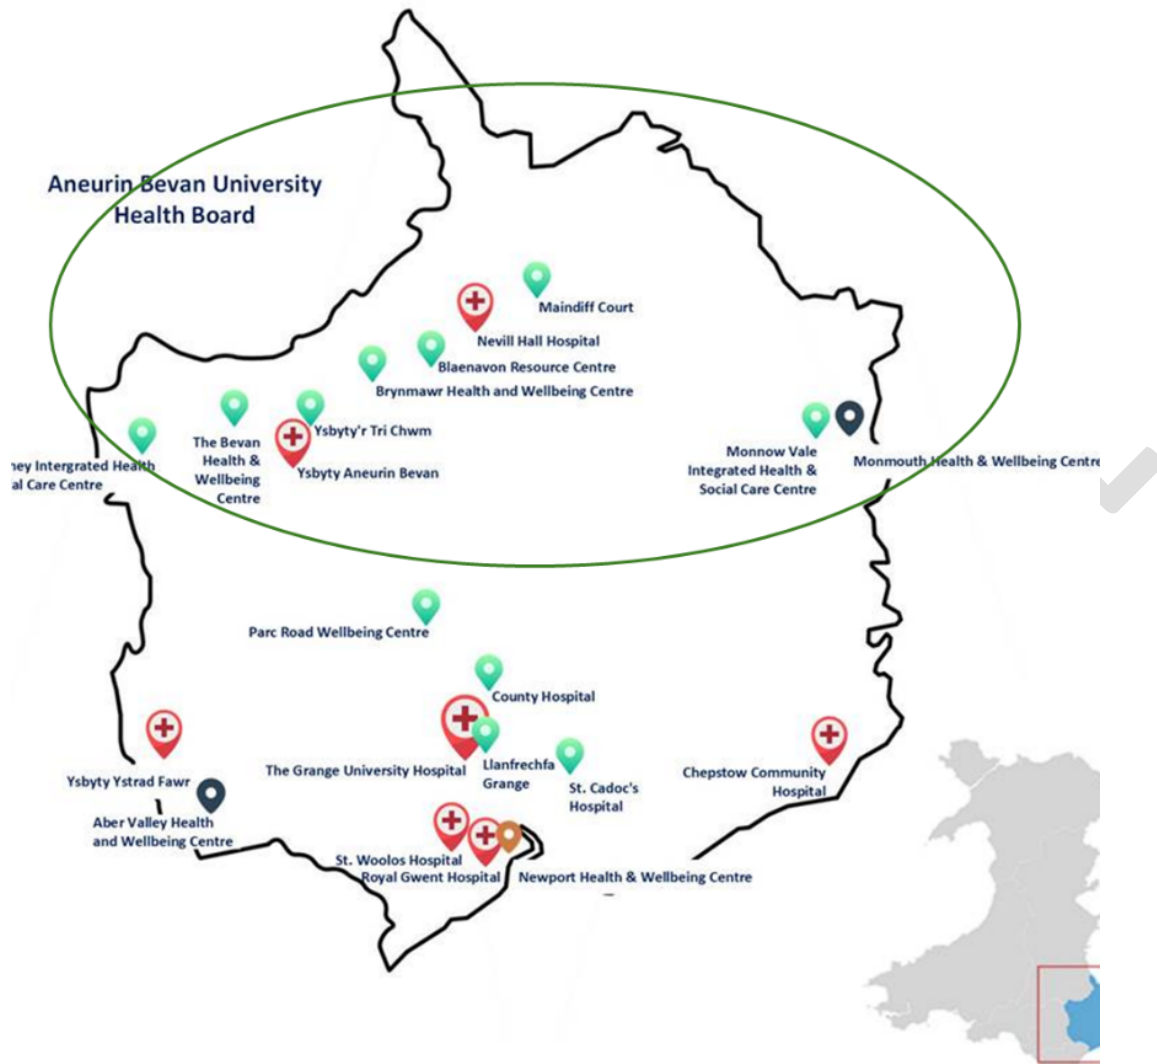 Aneurin Bevan University
Health Board
Maindiff Court
Nevill Hall Hospital
Blaenavon Resource Centre
Brynmawr Health and Wellbeing Centre
Ysbyty'r Tri Chwm
Ysbyty Aneurin Bevan
The Bevan
Health &
Wellbeing
Centre
Intergrated Health
Care Centre
Monnow Vale
Integrated Health &
Social Care Centre
Monmouth Health & Wellbeing Centre
Parc Road Wellbeing Centre
County Hospital
The Grange University Hospital
Llanfrechfa
Grange
St. Cadoc's
Hospital
Chepstow Community
Hospital
Ysbyty Ystrad Fawr
Aber Valley Health
and Wellbeing Centre
St. Woolos Hospital
Royal Gwent Hospital
Newport Health & Wellbeing Centre